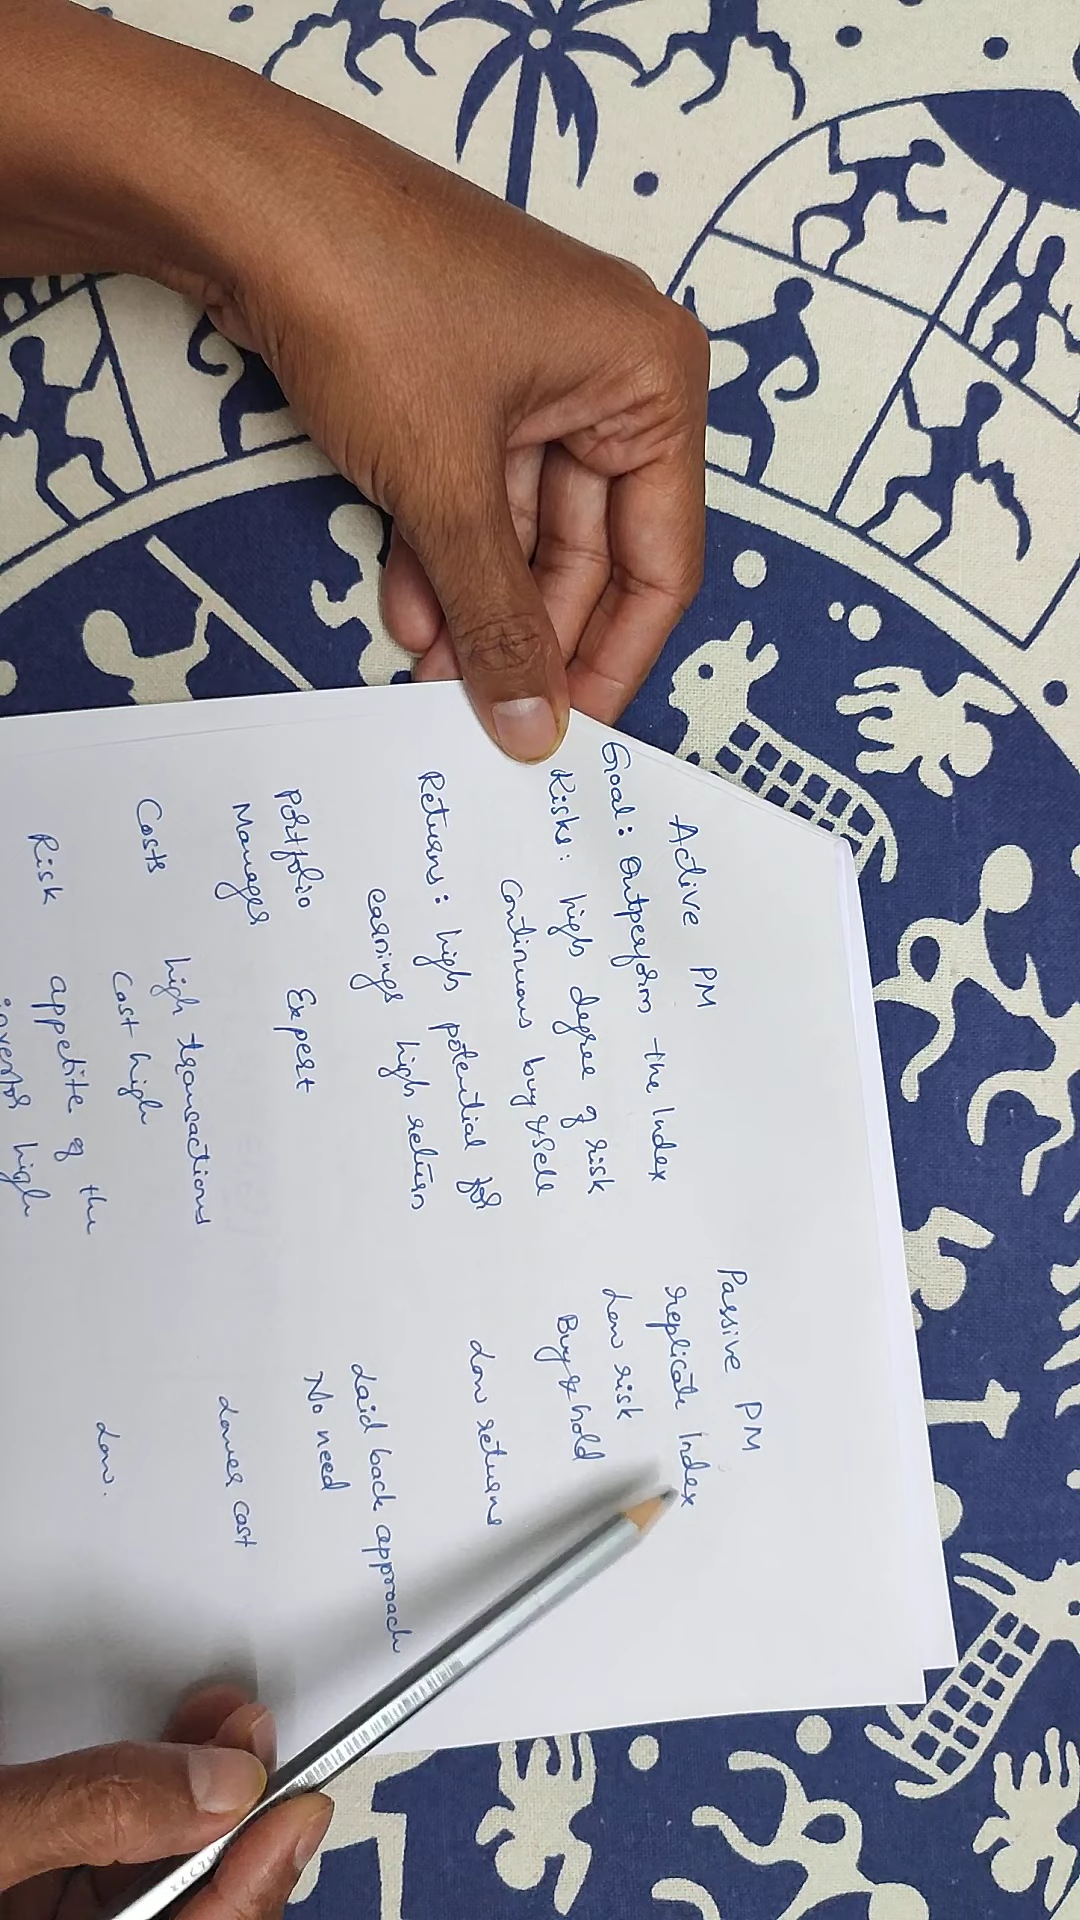 Active PM Passive PM
Goal: Outperform the Index replicate Index
Risks: high degree of risk Low risk
Continuous buy & sell Buy & hold
Returns: high potential for Low returns
earnings high return
Laid back approach
Portfolio Expert No need
Manager
Costs high transactions Lower cost
Cost high
Risk appetite of the Low.
investor high